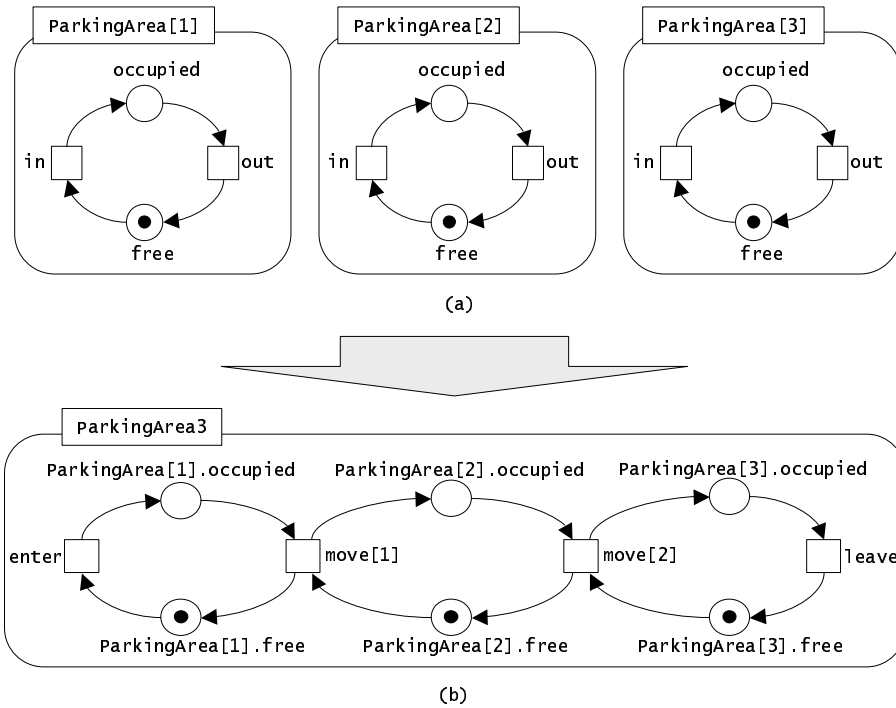 ParkingArea[1] ParkingArea[2] ParkingArea[3]
occupied occupied occupied
in out in out in out
free free free
(a)
ParkingArea3
ParkingArea[1].occupied ParkingArea[2].occupied ParkingArea[3].occupied
enter move[1] move[2] leave
ParkingArea[1].free ParkingArea[2].free ParkingArea[3].free
(b)